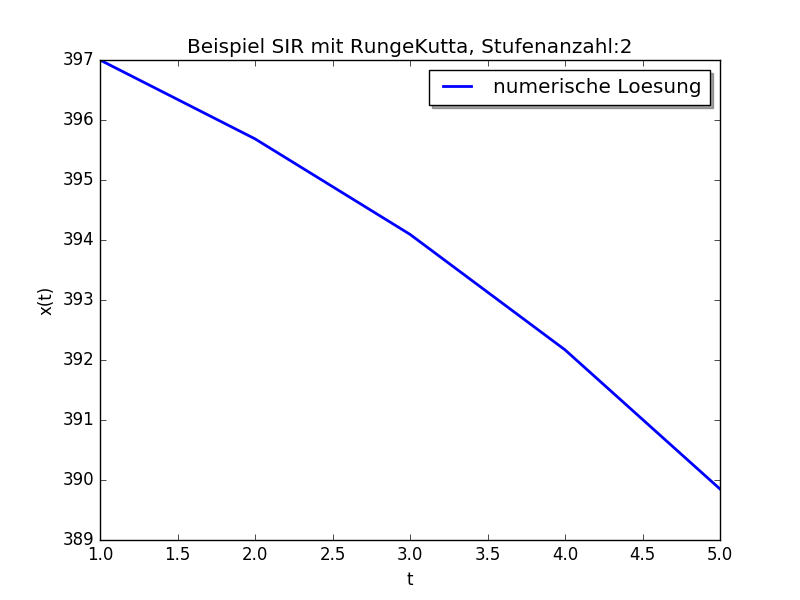 Beispiel SIR mit RungeKutta, Stufenanzahl:2
numerische Loesung
397
396
395
394
393
392
391
390
389
x(t)
1.0 1.5 2.0 2.5 3.0 3.5 4.0 4.5 5.0
t